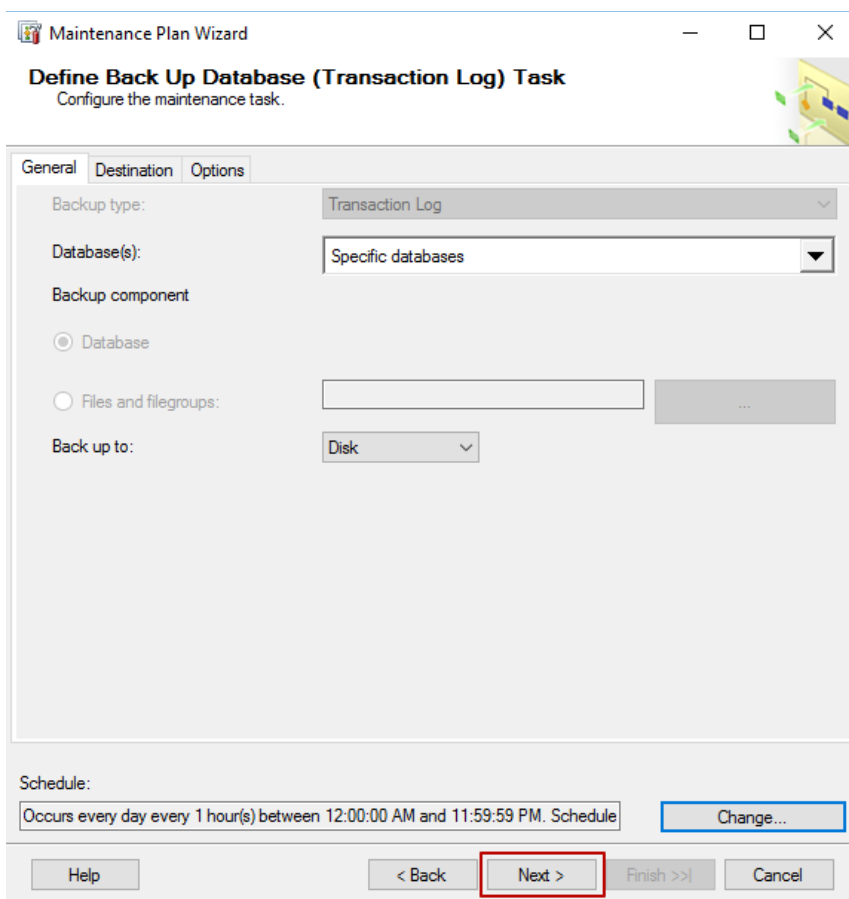 Maintenance Plan Wizard
Define Back Up Database (Transaction Log) Task
Configure the maintenance task.
General Destination Options
Backup type: Transaction Log
Database(s): Specific databases
Backup component
Database
Files and filegroups: ...
Back up to: Disk
Schedule:
Occurs every day every 1 hour(s) between 12:00:00 AM and 11:59:59 PM. Schedule Change...
Help < Back Next > Finish >>| Cancel